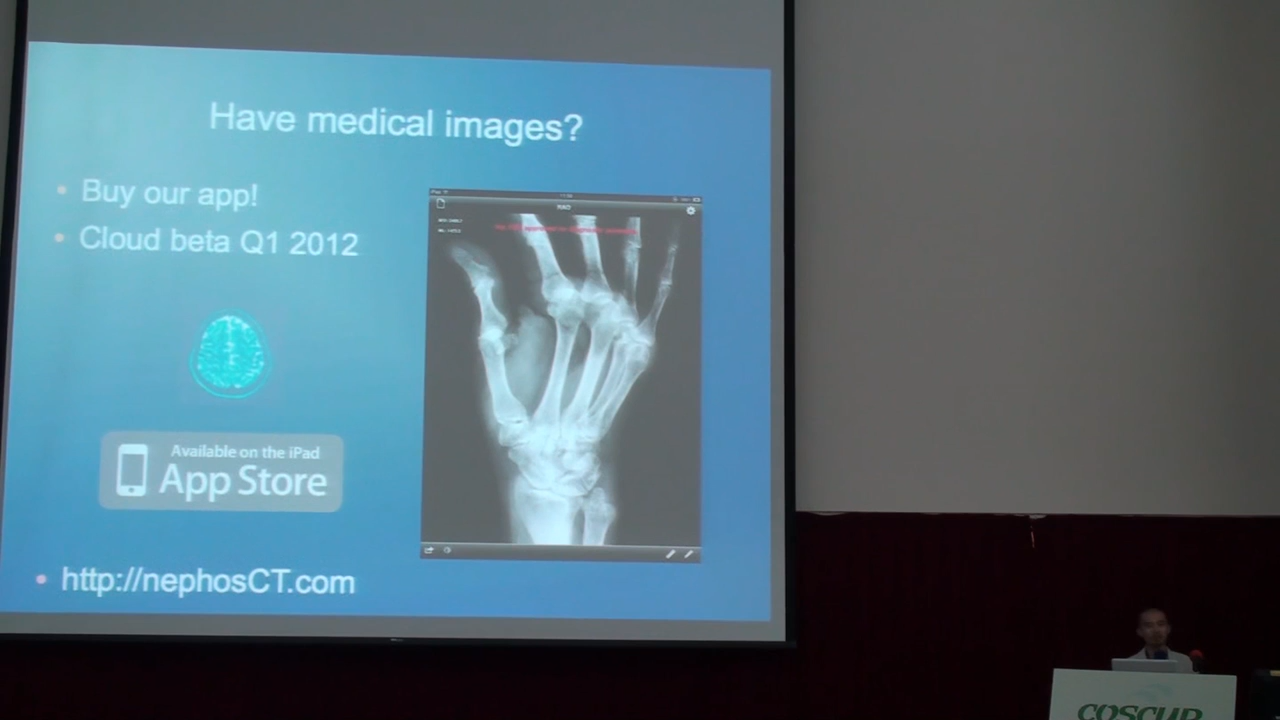 Have medical images?
• Buy our app!
• Cloud beta Q1 2012
Available on the iPad
App Store
• http://nephosCT.com
COSCUP